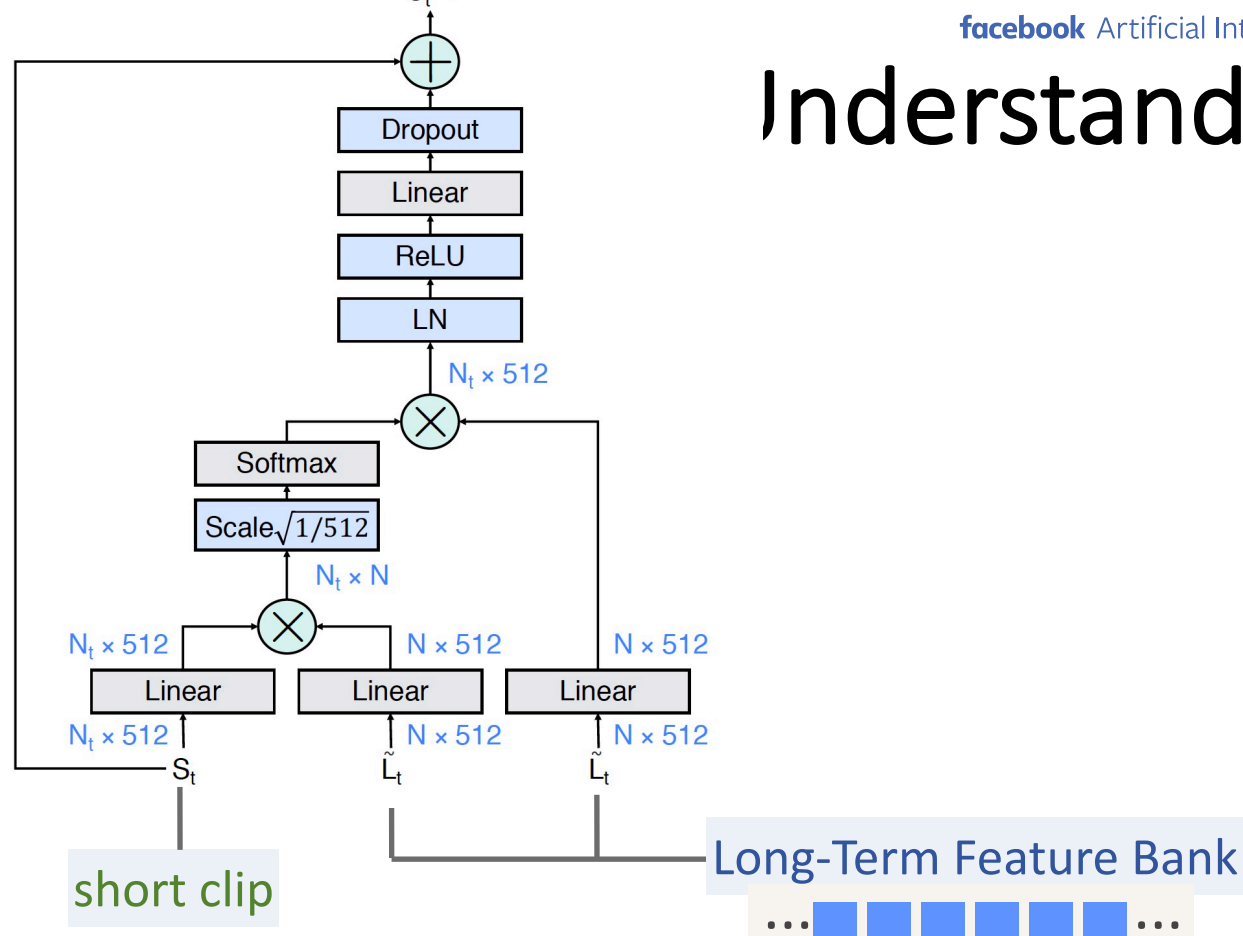 facebook Artificial Int
Understand
Dropout
Linear
ReLU
LN
Nₜ × 512
Softmax
Scale√1/512
Nₜ × N
Nₜ × 512 N × 512 N × 512
Linear Linear Linear
Nₜ × 512 N × 512 N × 512
Sₜ L̃ₜ L̃ₜ
Long-Term Feature Bank
short clip
... ...